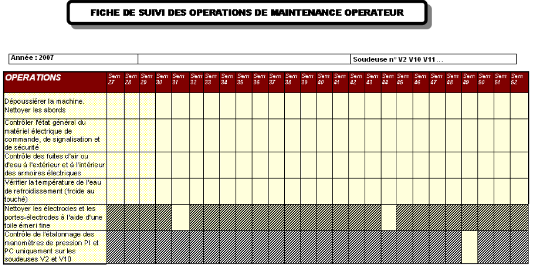 FICHE DE SUIVI DES OPERATIONS DE MAINTENANCE OPERATEUR
Année : 2007
Soudeuse n° V2 V10 V11 ...
OPERATIONS
Sem 27 Sem 28 Sem 29 Sem 30 Sem 31 Sem 32 Sem 33 Sem 34 Sem 35 Sem 36 Sem 37 Sem 38 Sem 39 Sem 40 Sem 41 Sem 42 Sem 43 Sem 44 Sem 45 Sem 46 Sem 47 Sem 48 Sem 49 Sem 50 Sem 51 Sem 52
Dépoussiérer la machine.
Nettoyer les abords
Contrôler l'état général du
matériel électrique de
commande, de signalisation et
de sécurité
Contrôle des fuites d'air ou
d'eau à l'extérieur et à l'intérieur
des armoires électriques
Vérifier la température de l'eau
de refroidissement (froide au
touché)
Nettoyer les électrodes et les
portes-électrodes à l'aide d'une
toile émeri fine
Contrôle de l'étalonnage des
manomètres de pression PI et
PC uniquement sur les
soudeuses V2 et V10